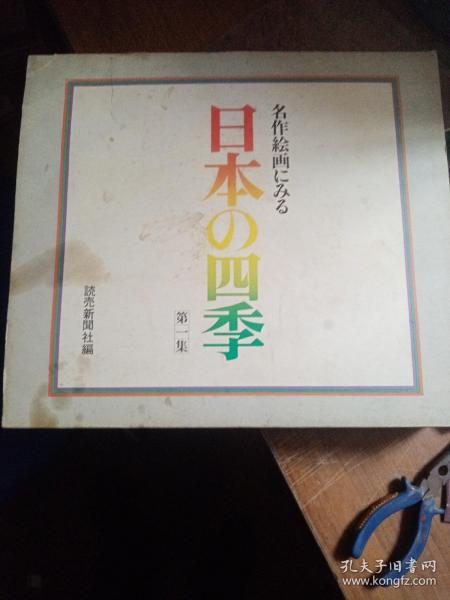 名作絵画にみる
日本の四季
第一集
読売新聞社編
孔夫子旧书网
www.kongfz.com